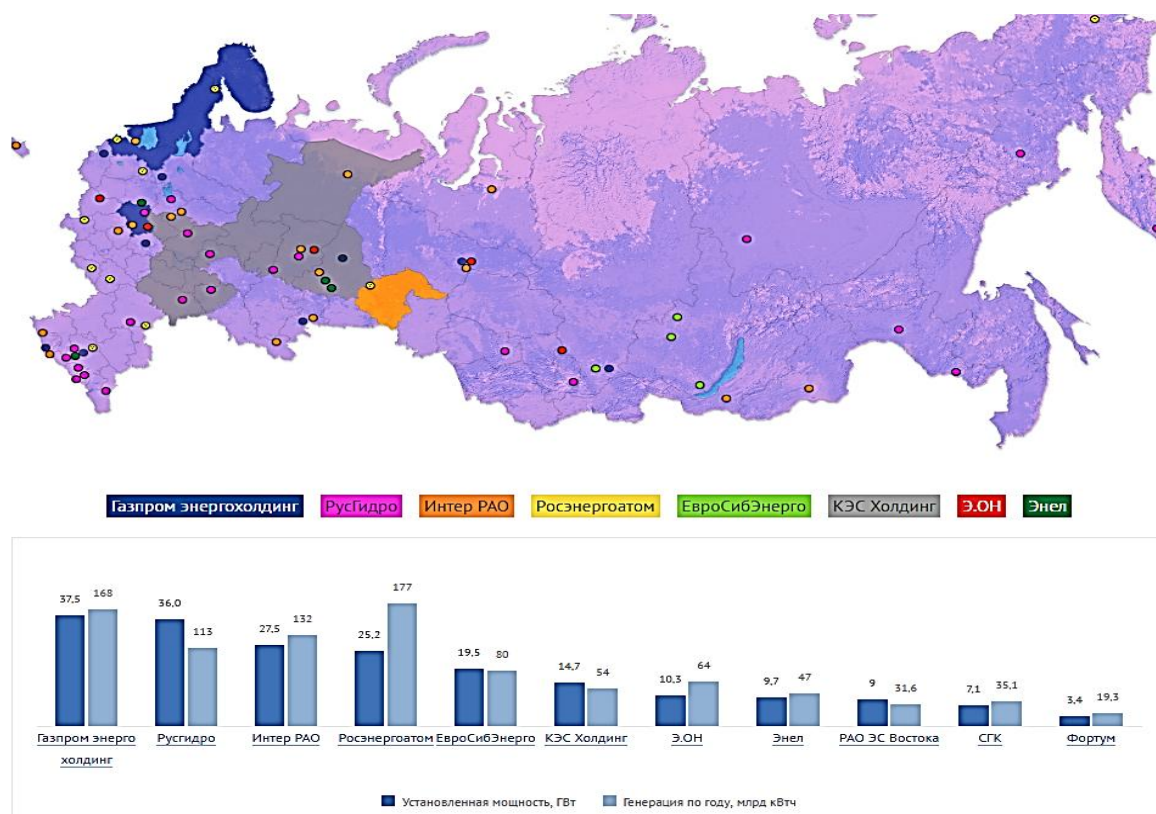 Газпром энергохолдинг РусГидро Интер РАО Росэнергоатом ЕвроСибЭнерго КЭС Холдинг Э.ОН Энел
37,5 168 36,0 113 27,5 132 25,2 177 19,5 80 14,7 54 10,3 64 9,7 47 9 31,6 7,1 35,1 3,4 19,3
Газпром энерго холдинг Русгидро Интер РАО Росэнергоатом ЕвроСибЭнерго КЭС Холдинг Э.ОН Энел РАО ЭС Востока СГК Фортум
Установленная мощность, ГВт Генерация по году, млрд кВтч